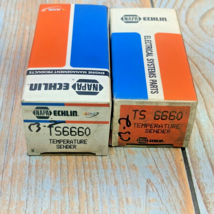 ENGINE MANAGEMENT PRODUCTS
NAPA ECHLIN
TS6660
TEMPERATURE
SENDER
NAPA ECHLIN
ELECTRICAL SYSTEMS PARTS
TS 6660
TEMPERATURE
SENDER